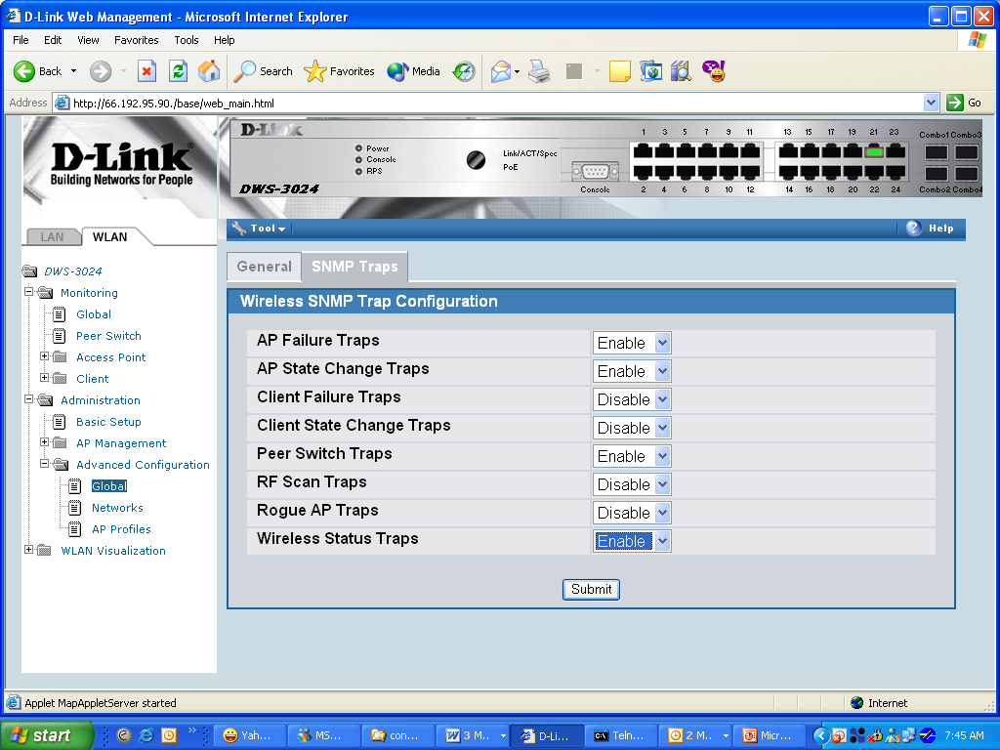 D-Link Web Management - Microsoft Internet Explorer
File Edit View Favorites Tools Help
Back Search Favorites Media
Address http://66.192.95.90./base/web_main.html Go
D-Link
Building Networks for People
D-Link
Power
Console
RPS
Link/ACT/Spec
PoE
DWS-3024
Console
1 3 5 7 9 11 13 15 17 19 21 23 Combo1 Combo3
2 4 6 8 10 12 14 16 18 20 22 24 Combo2 Combo4
LAN WLAN
Tool Help
DWS-3024
Monitoring
Global
Peer Switch
Access Point
Client
Administration
Basic Setup
AP Management
Advanced Configuration
Global
Networks
AP Profiles
WLAN Visualization
General SNMP Traps
Wireless SNMP Trap Configuration
AP Failure Traps Enable
AP State Change Traps Enable
Client Failure Traps Disable
Client State Change Traps Disable
Peer Switch Traps Enable
RF Scan Traps Disable
Rogue AP Traps Disable
Wireless Status Traps Enable
Submit
Applet MapAppletServer started Internet
start Yah... MS... con... 3 M... D-Li... Teln... 2 M... Micr... 7:45 AM